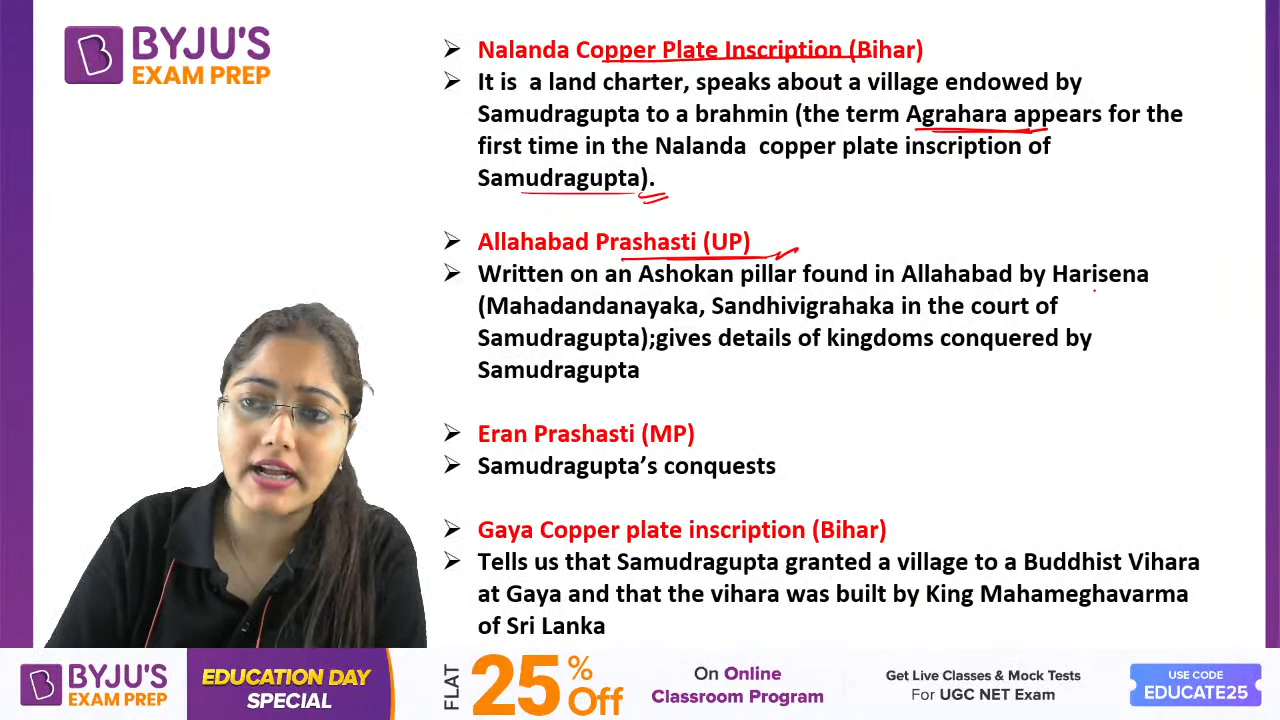 BYJU'S
EXAM PREP
Nalanda Copper Plate Inscription (Bihar)
It is a land charter, speaks about a village endowed by
Samudragupta to a brahmin (the term Agrahara appears for the
first time in the Nalanda copper plate inscription of
Samudragupta).
Allahabad Prashasti (UP)
Written on an Ashokan pillar found in Allahabad by Harisena
(Mahadandanayaka, Sandhivigrahaka in the court of
Samudragupta);gives details of kingdoms conquered by
Samudragupta
Eran Prashasti (MP)
Samudragupta's conquests
Gaya Copper plate inscription (Bihar)
Tells us that Samudragupta granted a village to a Buddhist Vihara
at Gaya and that the vihara was built by King Mahameghavarma
of Sri Lanka
BYJU'S
EXAM PREP
EDUCATION DAY
SPECIAL
FLAT
25% Off
On Online
Classroom Program
Get Live Classes & Mock Tests
For UGC NET Exam
USE CODE
EDUCATE25